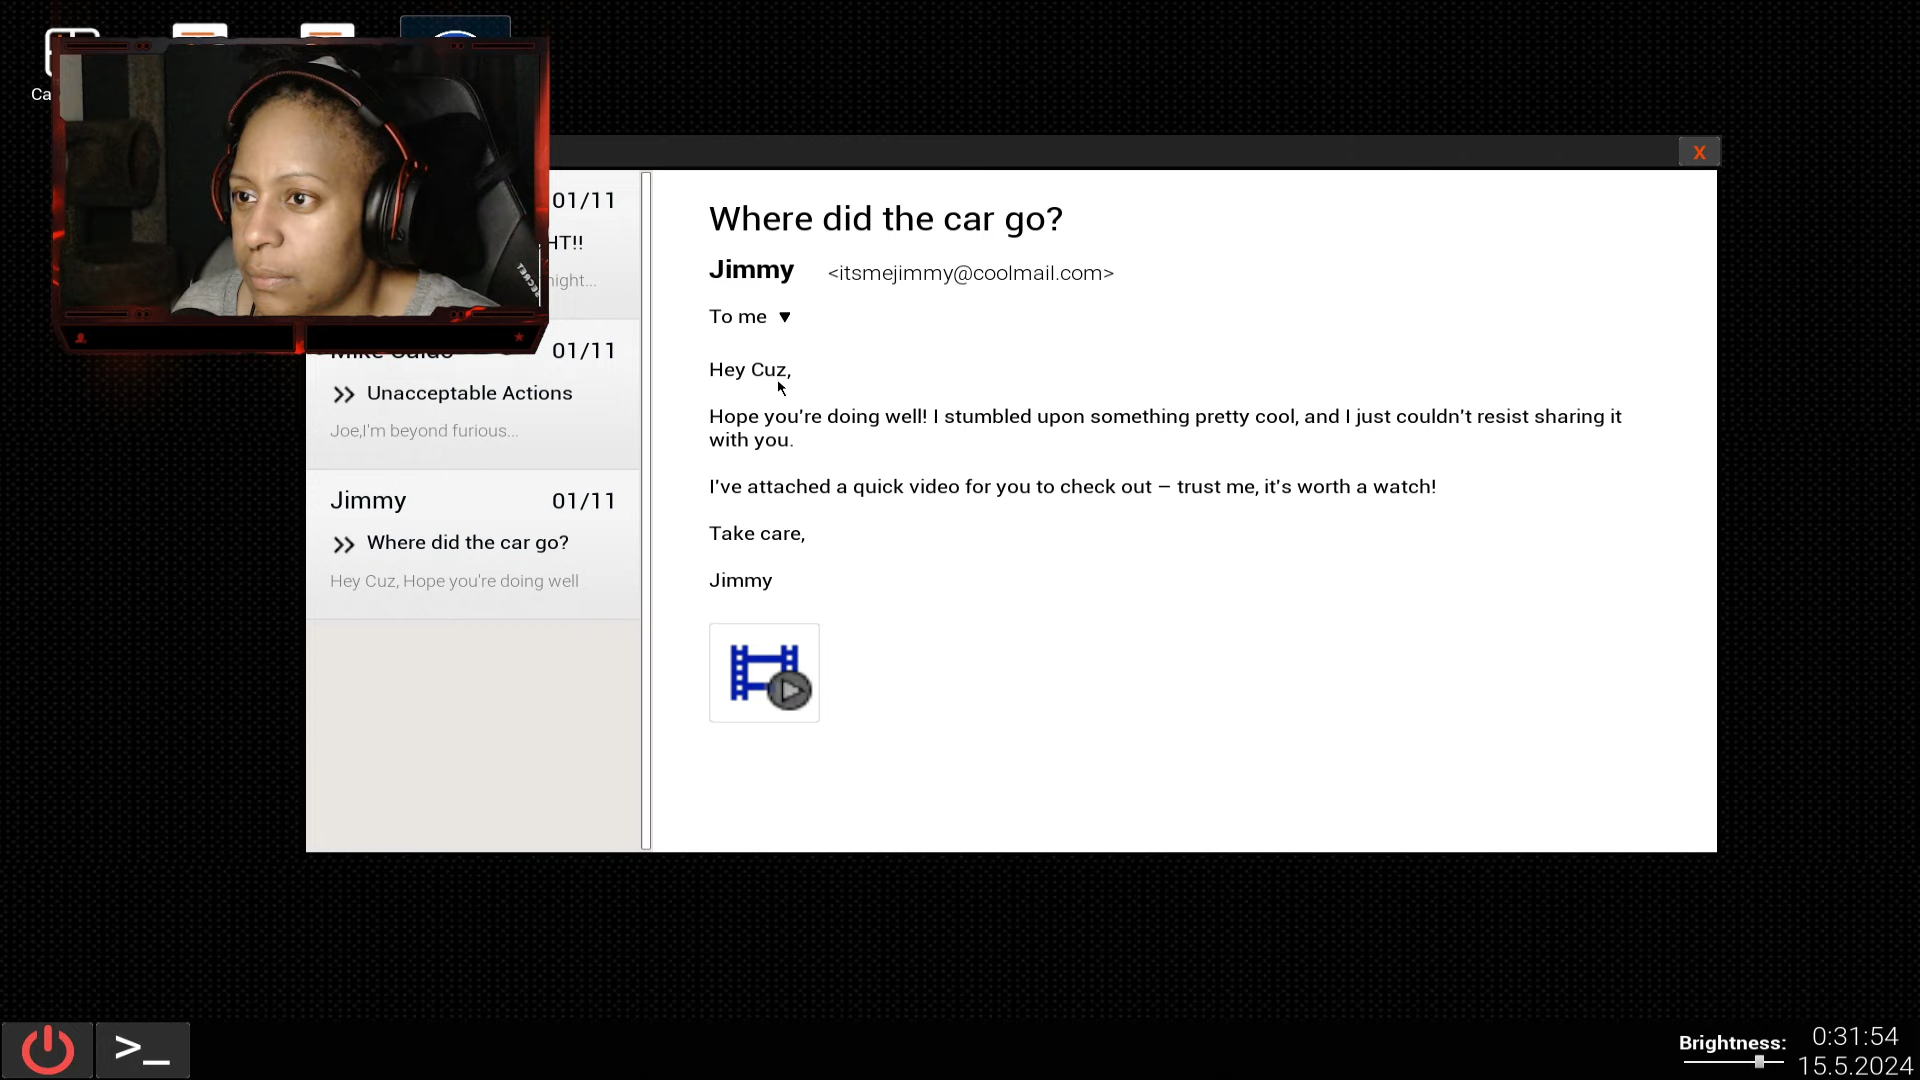 Ca
X
01/11
HT!!
night...
01/11
Unacceptable Actions
Joe,I'm beyond furious...
Jimmy 01/11
Where did the car go?
Hey Cuz, Hope you're doing well
Where did the car go?
Jimmy <itsmejimmy@coolmail.com>
To me
Hey Cuz,
Hope you're doing well! I stumbled upon something pretty cool, and I just couldn't resist sharing it
with you.
I've attached a quick video for you to check out – trust me, it's worth a watch!
Take care,
Jimmy
>_
Brightness:
0:31:54
15.5.2024